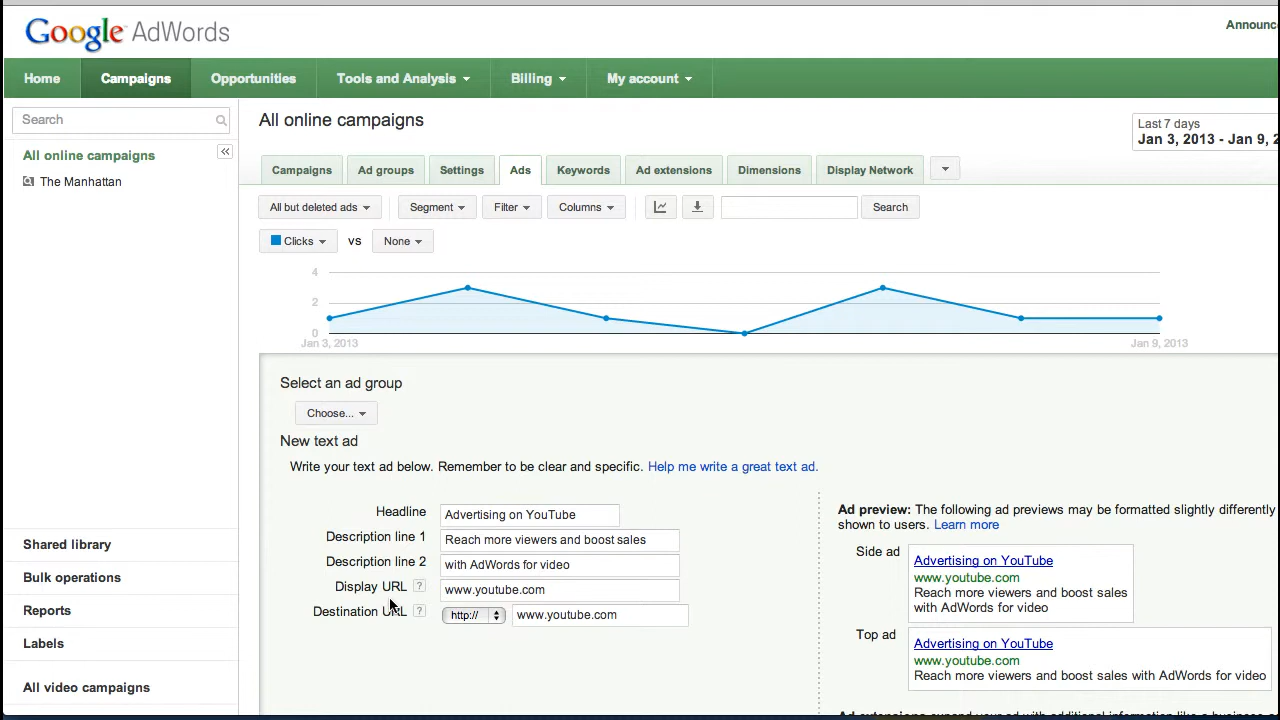 Google AdWords
Announc
Home Campaigns Opportunities Tools and Analysis Billing My account
Search
All online campaigns
The Manhattan
All online campaigns
Last 7 days
Jan 3, 2013 - Jan 9, 2
Campaigns Ad groups Settings Ads Keywords Ad extensions Dimensions Display Network
All but deleted ads Segment Filter Columns Search
Clicks vs None
4
2
0
Jan 3, 2013 Jan 9, 2013
Select an ad group
Choose...
New text ad
Write your text ad below. Remember to be clear and specific. Help me write a great text ad.
Headline Advertising on YouTube
Description line 1 Reach more viewers and boost sales
Description line 2 with AdWords for video
Display URL ? www.youtube.com
Destination URL ? http:// www.youtube.com
Ad preview: The following ad previews may be formatted slightly differently
shown to users. Learn more
Side ad
Advertising on YouTube
www.youtube.com
Reach more viewers and boost sales
with AdWords for video
Top ad
Advertising on YouTube
www.youtube.com
Reach more viewers and boost sales with AdWords for video
Shared library
Bulk operations
Reports
Labels
All video campaigns